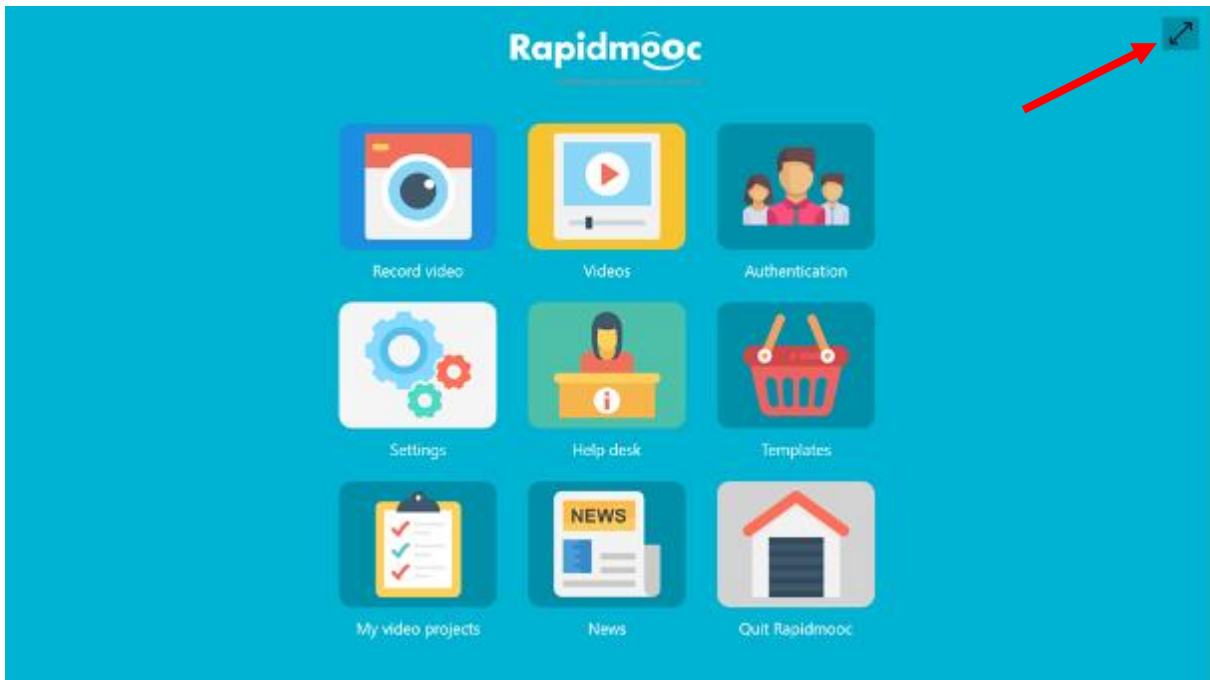 Rapidmooc
Record video
Videos
Authentication
Settings
i
Help desk
Templates
NEWS
My video projects
News
Quit Rapidmooc